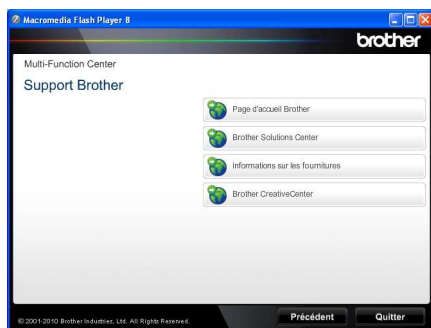 Macromedia Flash Player 8
brother
Multi-Function Center
Support Brother
Page d'accueil Brother
Brother Solutions Center
Informations sur les fournitures
Brother CreativeCenter
© 2001-2010 Brother Industries, Ltd. All Rights Reserved.
Précédent
Quitter